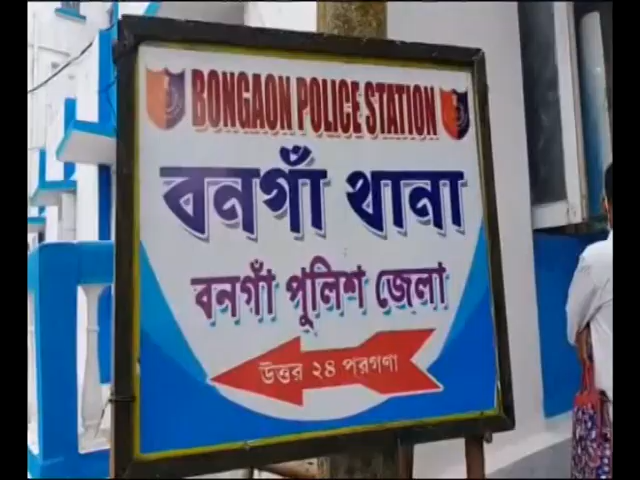 BONGAON POLICE STATION
বনগাঁ থানা
বনগাঁ পুলিশ জেলা
উত্তর ২৪ পরগণা